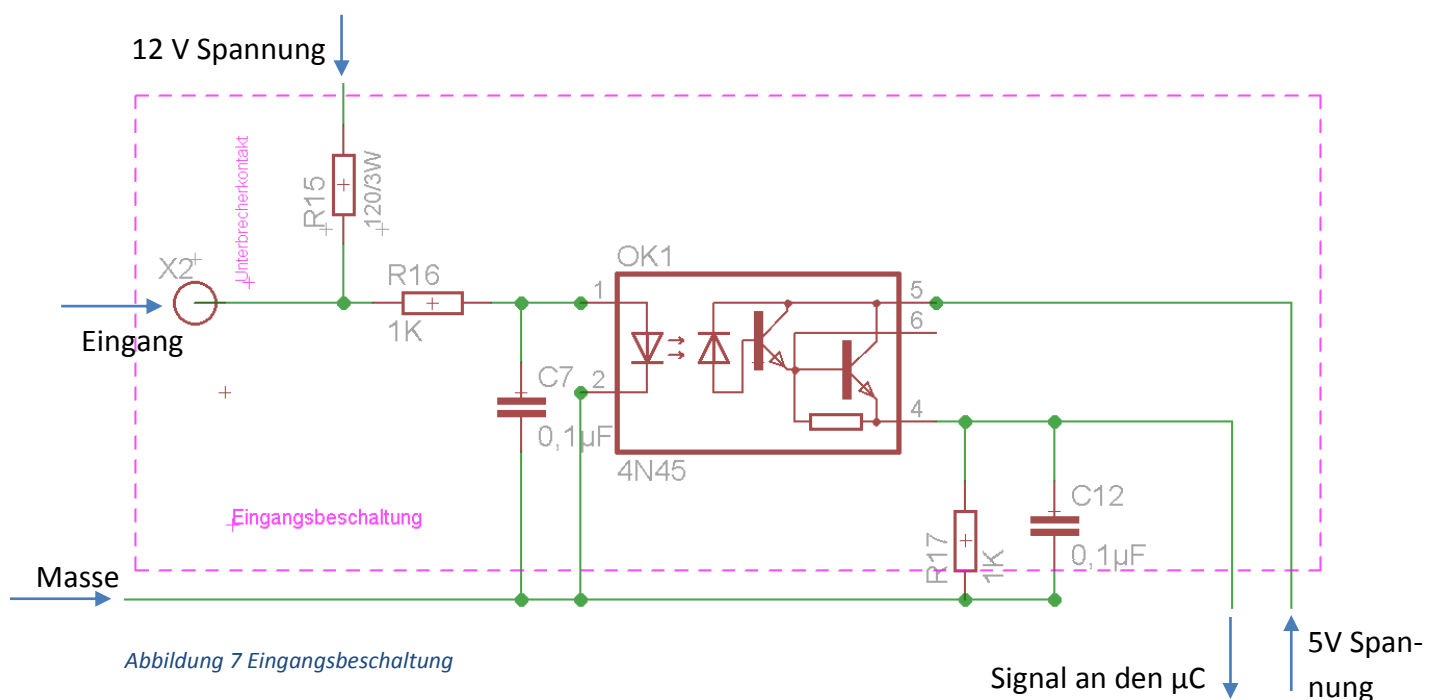 12 V Spannung
R15
120/3W
Unterbrecherkontakt
X2
Eingang
R16
1K
OK1
1
2
5
6
4
C7
0,1µF
4N45
Eingangsbeschaltung
R17
1K
C12
0,1µF
Masse
Abbildung 7 Eingangsbeschaltung
Signal an den µC
5V Span-
nung